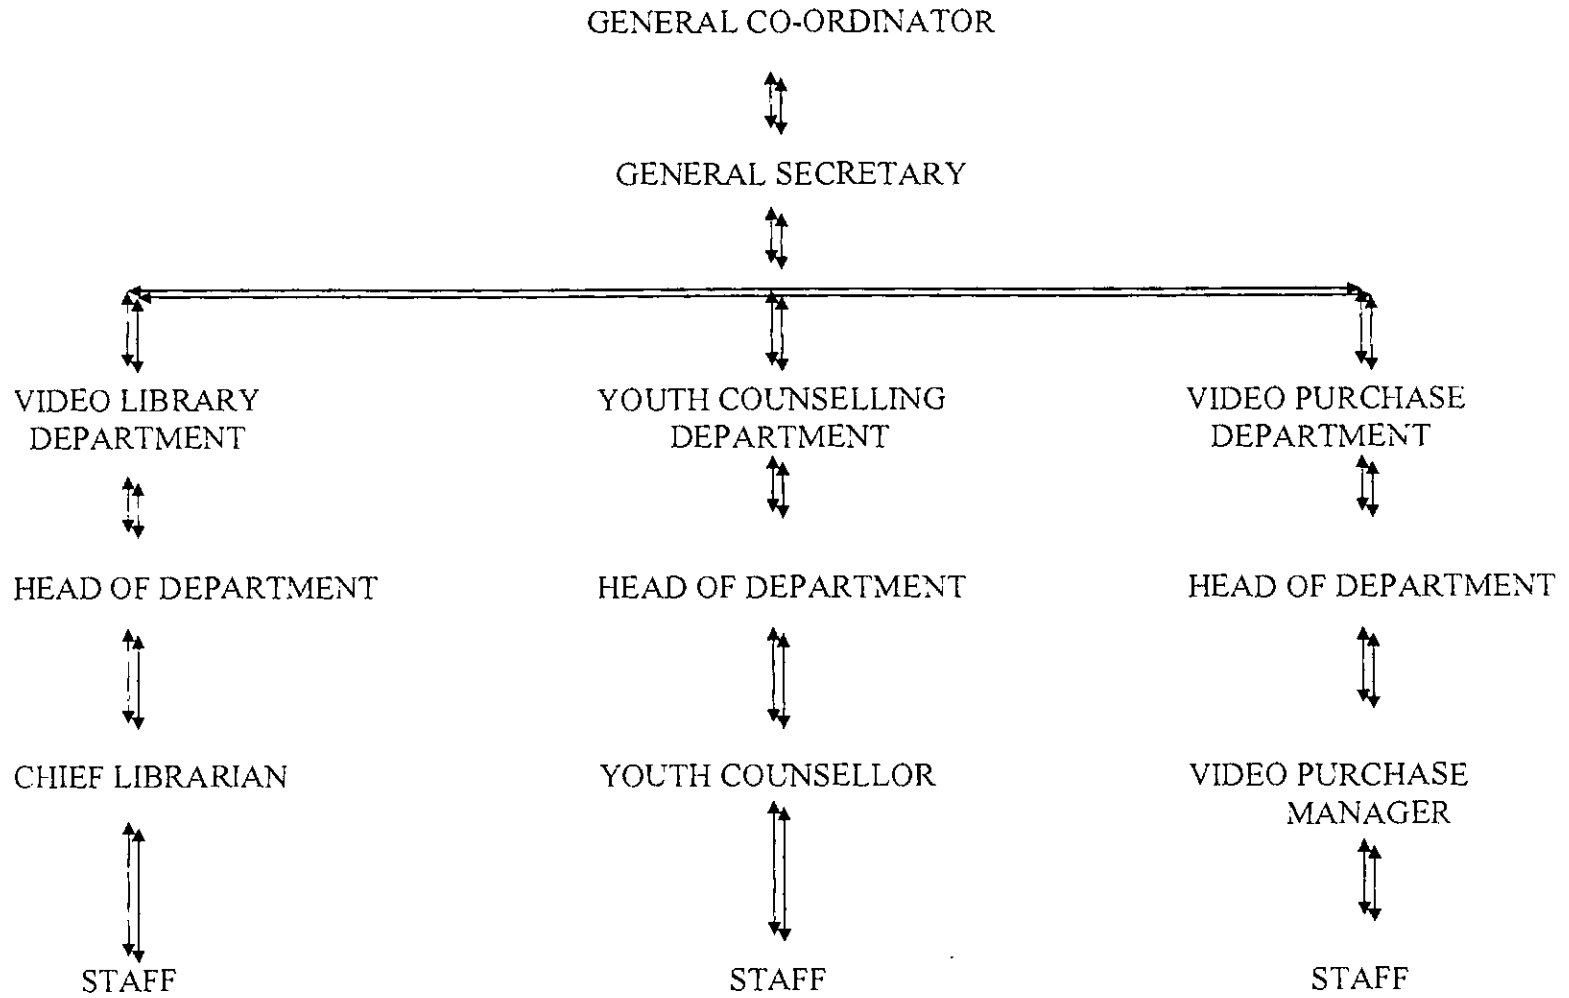 GENERAL CO-ORDINATOR
GENERAL SECRETARY
VIDEO LIBRARY
DEPARTMENT
YOUTH COUNSELLING
DEPARTMENT
VIDEO PURCHASE
DEPARTMENT
HEAD OF DEPARTMENT
HEAD OF DEPARTMENT
HEAD OF DEPARTMENT
CHIEF LIBRARIAN
YOUTH COUNSELLOR
VIDEO PURCHASE
MANAGER
STAFF
STAFF
STAFF